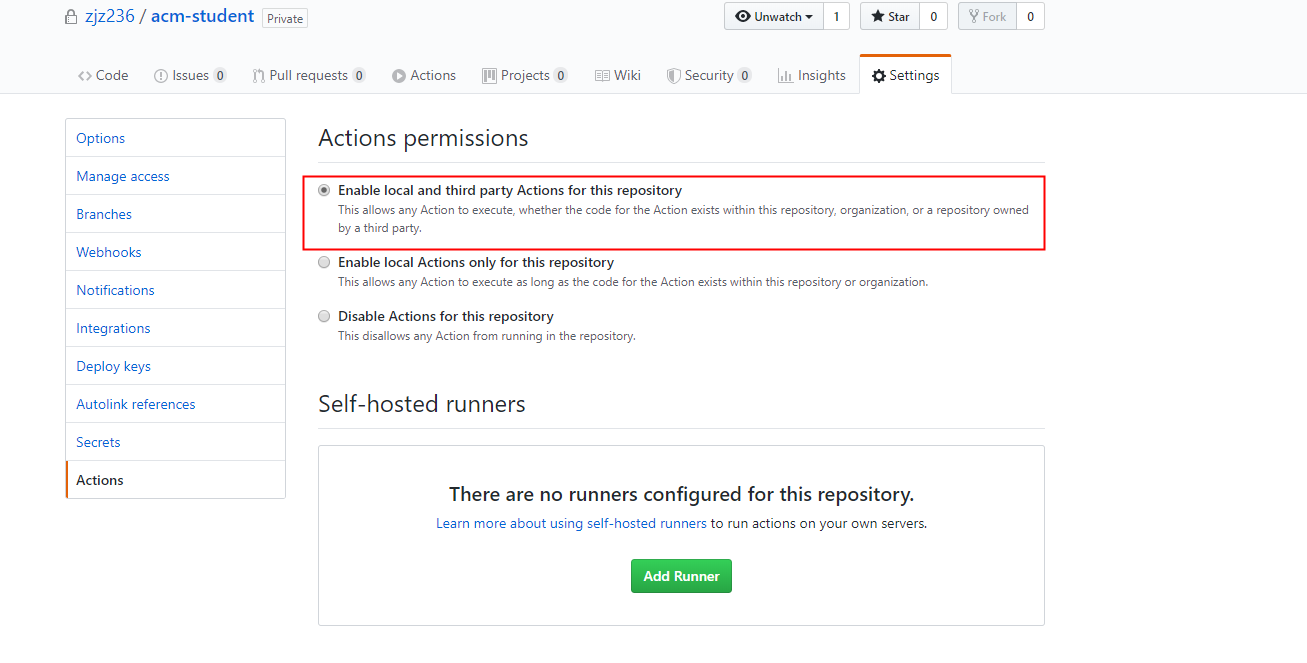 zjz236 / acm-student Private
Unwatch 1 Star 0 Fork 0
Code Issues 0 Pull requests 0 Actions Projects 0 Wiki Security 0 Insights Settings
Options
Manage access
Branches
Webhooks
Notifications
Integrations
Deploy keys
Autolink references
Secrets
Actions
Actions permissions
Enable local and third party Actions for this repository
This allows any Action to execute, whether the code for the Action exists within this repository, organization, or a repository owned
by a third party.
Enable local Actions only for this repository
This allows any Action to execute as long as the code for the Action exists within this repository or organization.
Disable Actions for this repository
This disallows any Action from running in the repository.
Self-hosted runners
There are no runners configured for this repository.
Learn more about using self-hosted runners to run actions on your own servers.
Add Runner